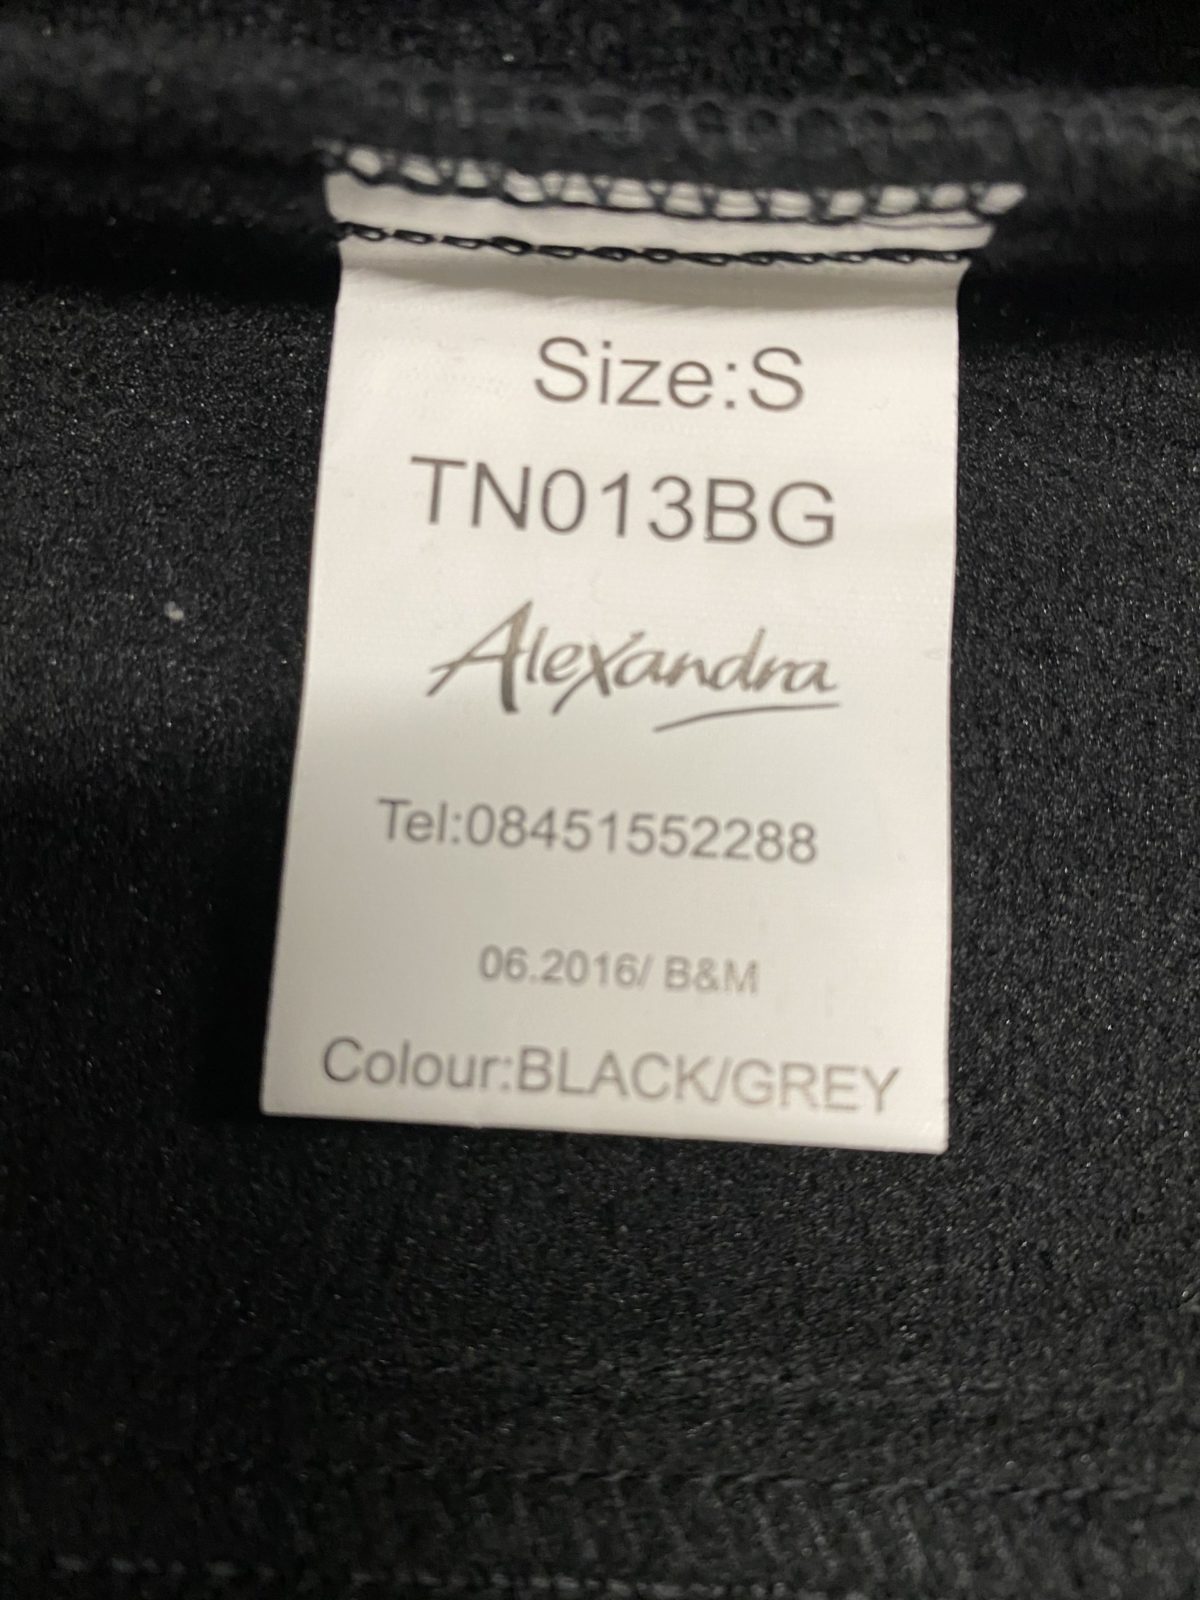 Size:S
TN013BG
Alexandra
Tel:08451552288
06.2016/ B&M
Colour:BLACK/GREY